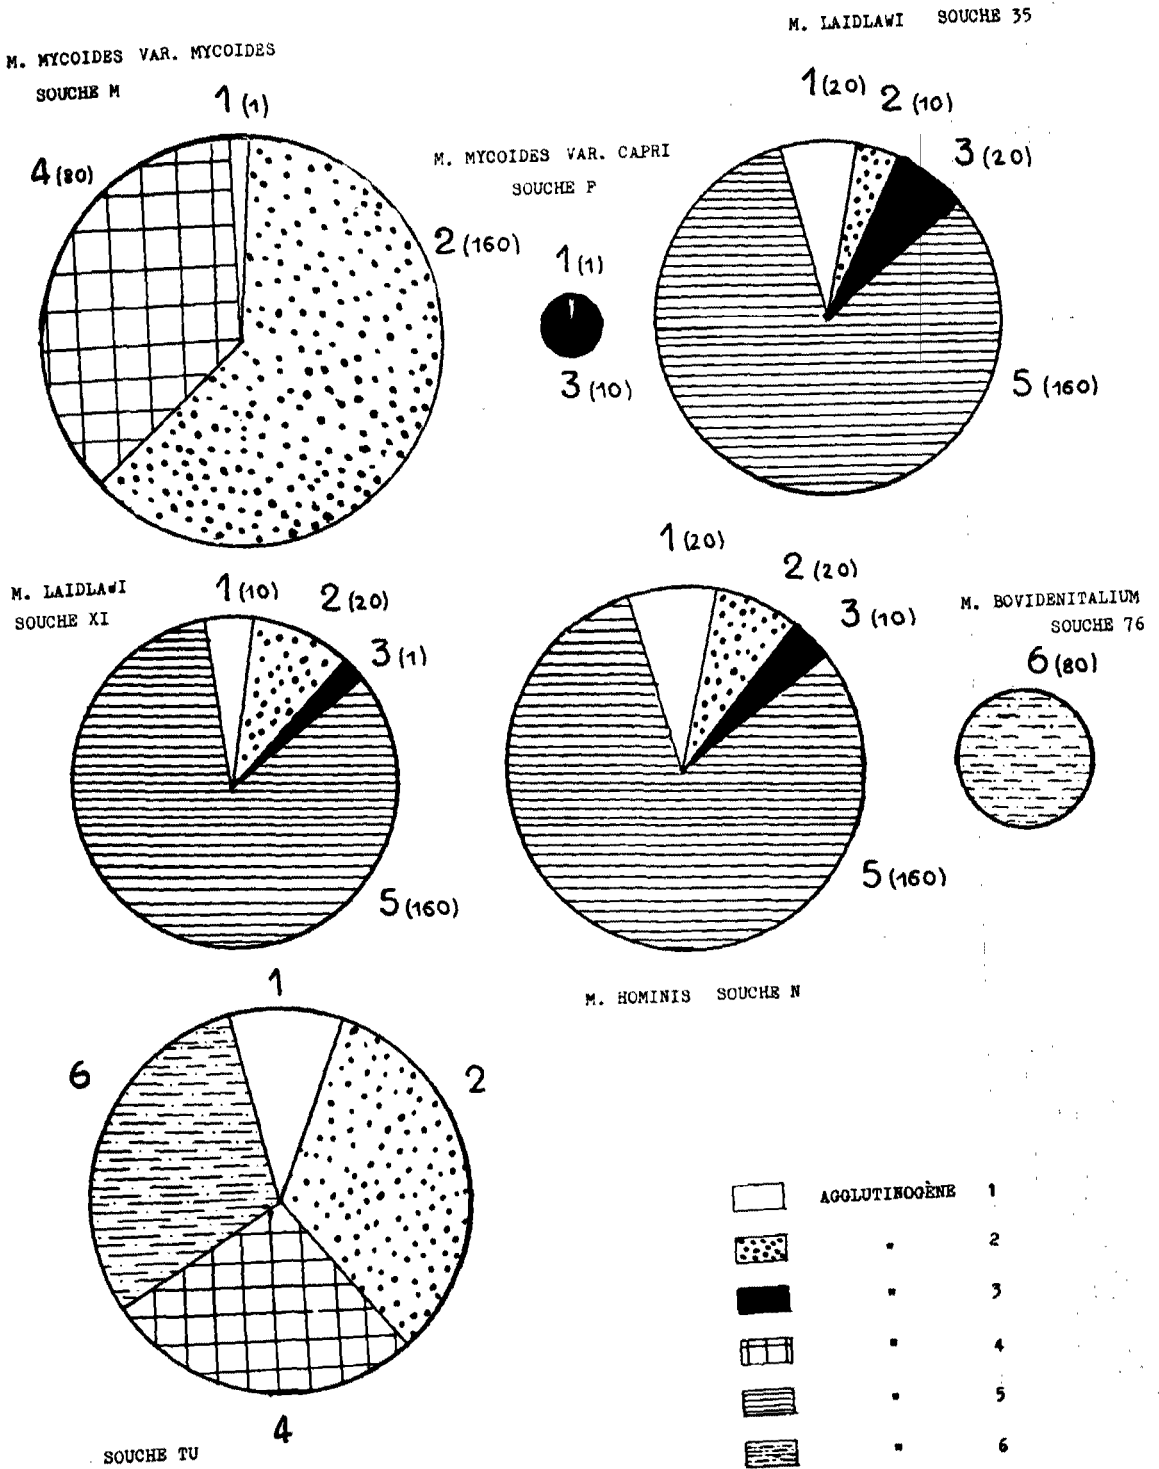 M. LAIDLAWI SOUCHE 35
M. MYCOIDES VAR. MYCOIDES
SOUCHE M
1 (1)
4 (80)
2 (160)
M. MYCOIDES VAR. CAPRI
SOUCHE P
1 (1)
3 (10)
1 (20)
2 (10)
3 (20)
5 (160)
M. LAIDLAWI
SOUCHE XI
1 (10)
2 (20)
3 (1)
5 (160)
1 (20)
2 (20)
3 (10)
5 (160)
M. HOMINIS SOUCHE N
M. BOVIDENITALIUM
SOUCHE 76
6 (80)
1
6
2
4
SOUCHE TU
AGGLUTINOGÈNE 1
" 2
" 3
" 4
" 5
" 6